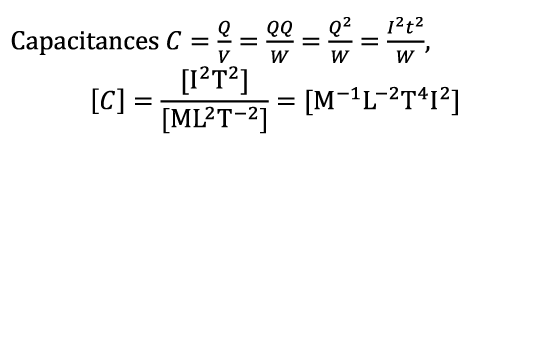 Capacitances C = Q/V = QQ/W = Q²/W = I²t²/W,
[C] = [I²T²]/[ML²T⁻²] = [M⁻¹L⁻²T⁴I²]